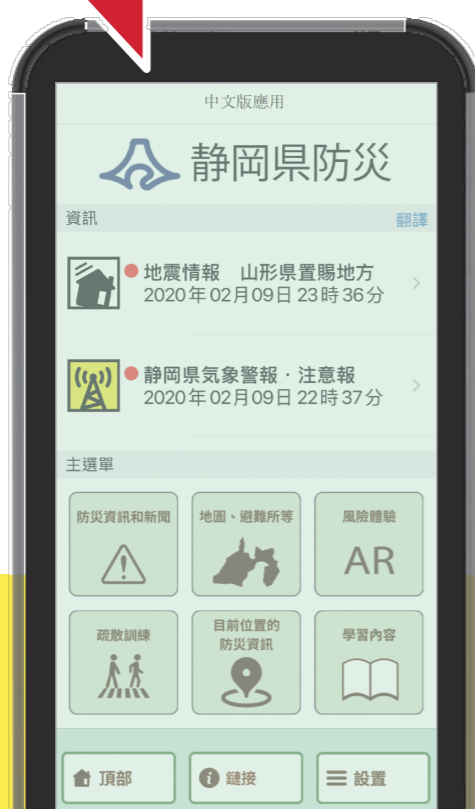 中文版應用
静岡県防災
資訊
翻譯
地震情報　山形県置賜地方
2020年02月09日 23時36分
静岡県気象警報・注意報
2020年02月09日 22時37分
主選單
防災資訊和新聞
地圖、避難所等
風險體驗
AR
疏散訓練
目前位置的
防災資訊
學習內容
頂部
鏈接
設置